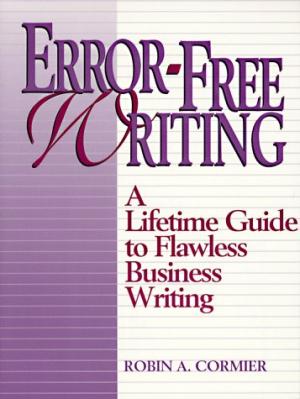 ERROR-FREE
WRITING
A
Lifetime Guide
to Flawless
Business
Writing
ROBIN A. CORMIER